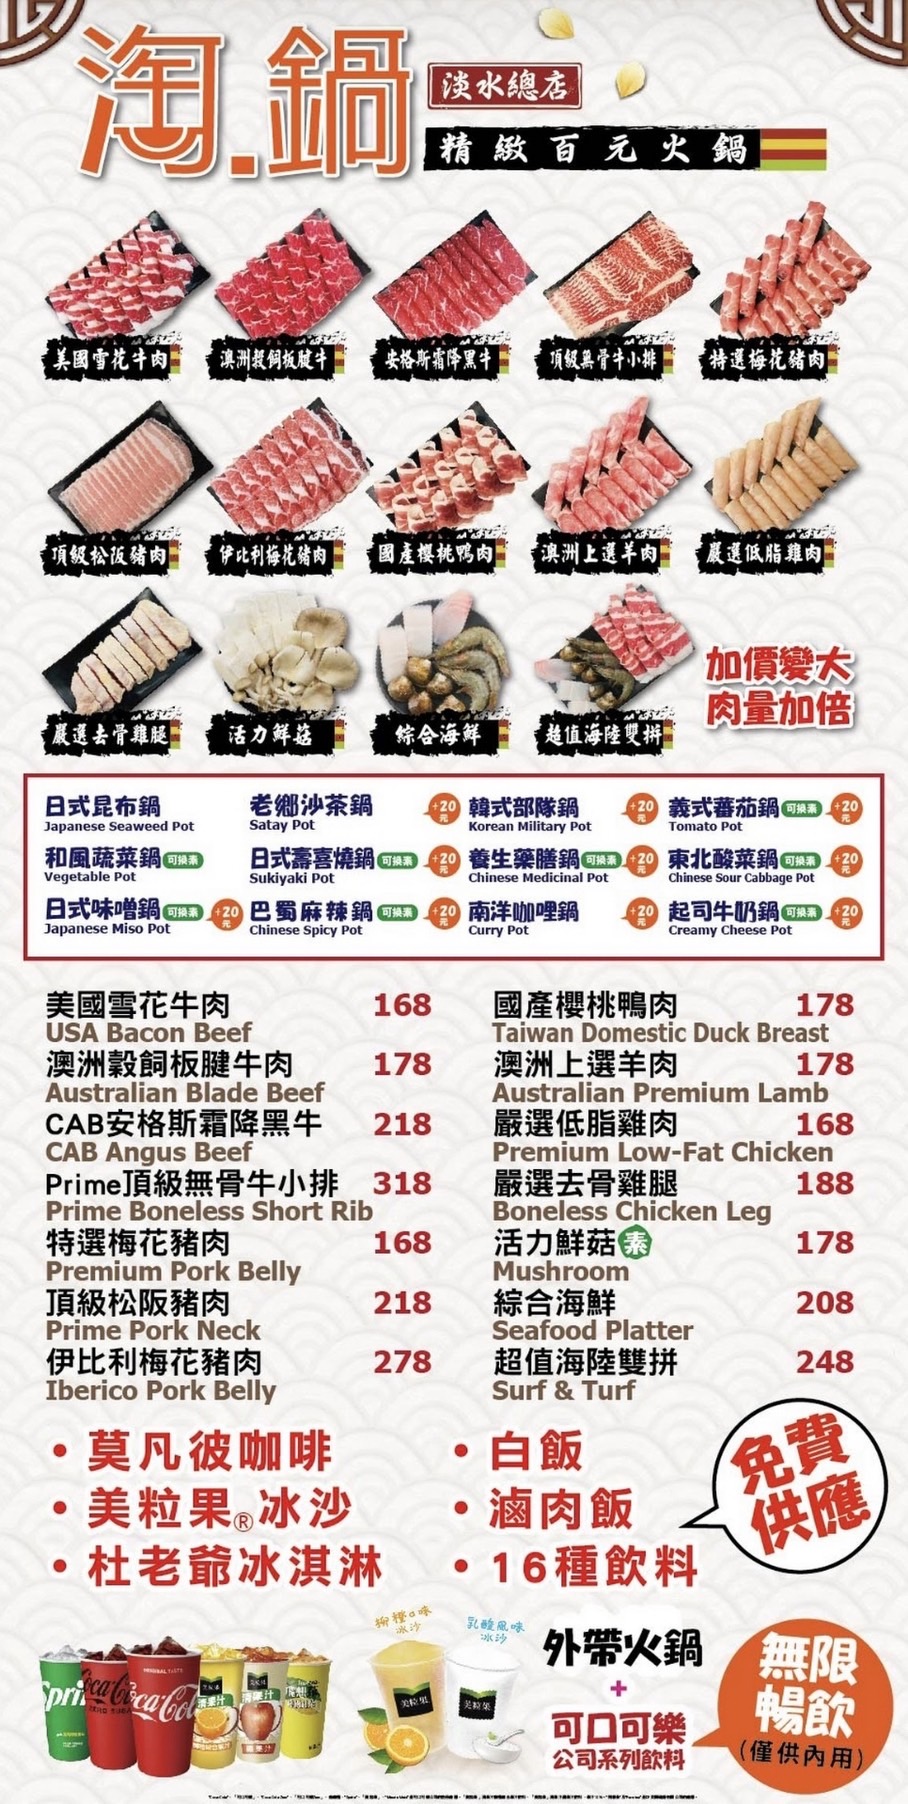 淘.鍋
淡水總店
精緻百元火鍋
美國雪花牛肉
澳洲穀飼板腱牛
安格斯霜降黑牛
頂級無骨牛小排
特選梅花豬肉
頂級松阪豬肉
伊比利梅花豬肉
國產櫻桃鴨肉
澳洲上選羊肉
嚴選低脂雞肉
嚴選去骨雞腿
活力鮮菇
綜合海鮮
超值海陸雙拼
加價變大
肉量加倍
日式昆布鍋
Japanese Seaweed Pot
老鄉沙茶鍋 +20元
Satay Pot
韓式部隊鍋 +20元
Korean Military Pot
義式蕃茄鍋 可換素 +20元
Tomato Pot
和風蔬菜鍋 可換素
Vegetable Pot
日式壽喜燒鍋 可換素 +20元
Sukiyaki Pot
養生藥膳鍋 可換素 +20元
Chinese Medicinal Pot
東北酸菜鍋 可換素 +20元
Chinese Sour Cabbage Pot
日式味噌鍋 可換素 +20元
Japanese Miso Pot
巴蜀麻辣鍋 可換素 +20元
Chinese Spicy Pot
南洋咖哩鍋 +20元
Curry Pot
起司牛奶鍋 可換素 +20元
Creamy Cheese Pot
美國雪花牛肉 168
USA Bacon Beef
澳洲穀飼板腱牛肉 178
Australian Blade Beef
CAB安格斯霜降黑牛 218
CAB Angus Beef
Prime頂級無骨牛小排 318
Prime Boneless Short Rib
特選梅花豬肉 168
Premium Pork Belly
頂級松阪豬肉 218
Prime Pork Neck
伊比利梅花豬肉 278
Iberico Pork Belly
國產櫻桃鴨肉 178
Taiwan Domestic Duck Breast
澳洲上選羊肉 178
Australian Premium Lamb
嚴選低脂雞肉 168
Premium Low-Fat Chicken
嚴選去骨雞腿 188
Boneless Chicken Leg
活力鮮菇 素 178
Mushroom
綜合海鮮 208
Seafood Platter
超值海陸雙拼 248
Surf & Turf
• 莫凡彼咖啡
• 美粒果®冰沙
• 杜老爺冰淇淋
• 白飯
• 滷肉飯
• 16種飲料
免費
供應
柳橙口味
冰沙
乳酸風味
冰沙
Sprite
Coca-Cola
ZERO SUGAR
ORIGINAL TASTE
Coca-Cola
美粒果
美粒果
外帶火鍋
+
可口可樂
公司系列飲料
無限
暢飲
(僅供內用)